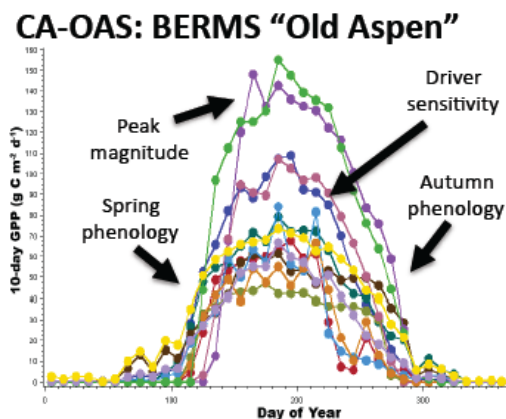 CA-OAS: BERMS “Old Aspen”
160
150
140
130
120
110
100
90
80
70
60
50
40
30
20
10
0
10-day GPP (g C m⁻² d⁻¹)
Peak
magnitude
Driver
sensitivity
Spring
phenology
Autumn
phenology
0
100
200
300
Day of Year